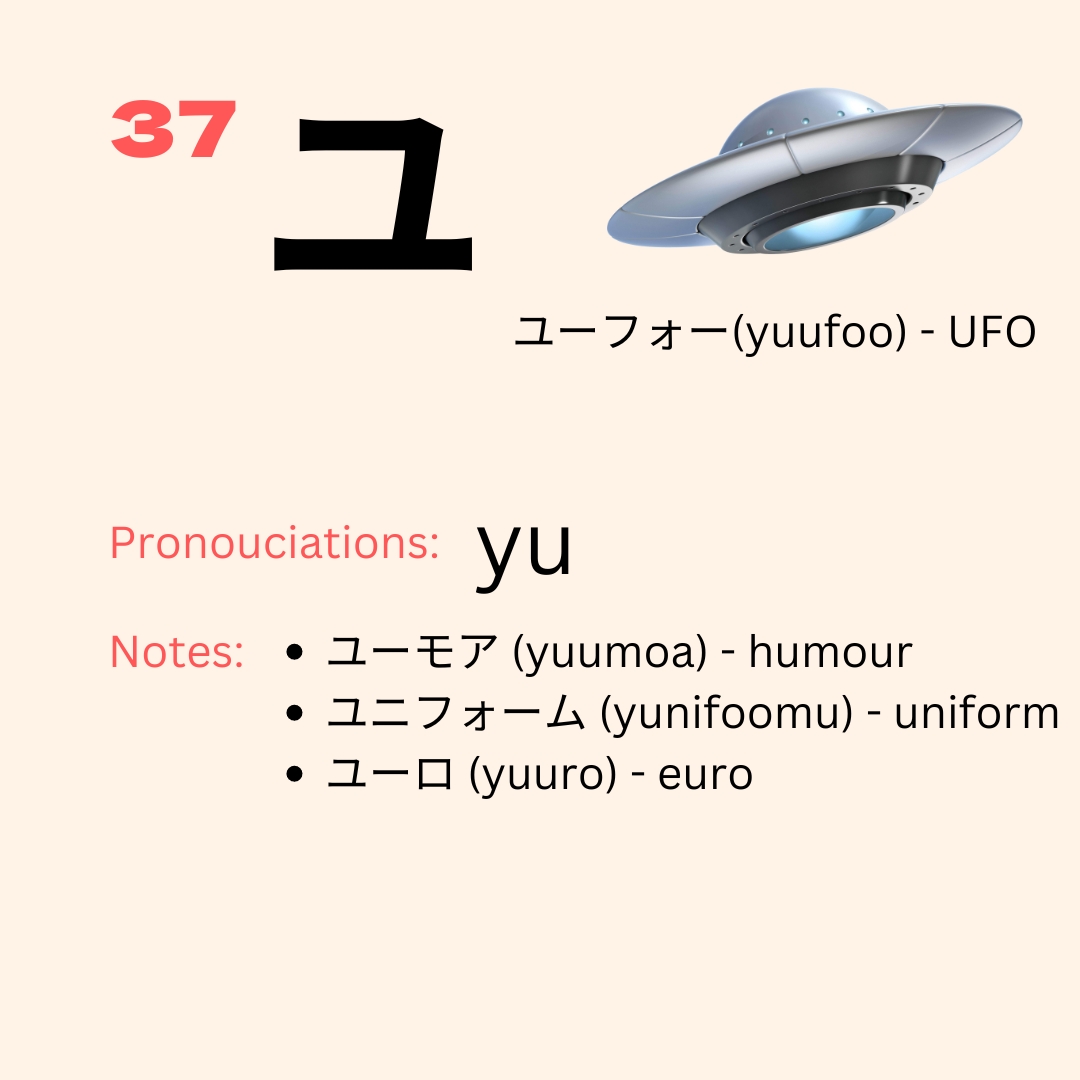 37 ユ
ユーフォー(yuufoo) - UFO
Pronouciations: yu
Notes: • ユーモア (yuumoa) - humour
• ユニフォーム (yunifoomu) - uniform
• ユーロ (yuuro) - euro